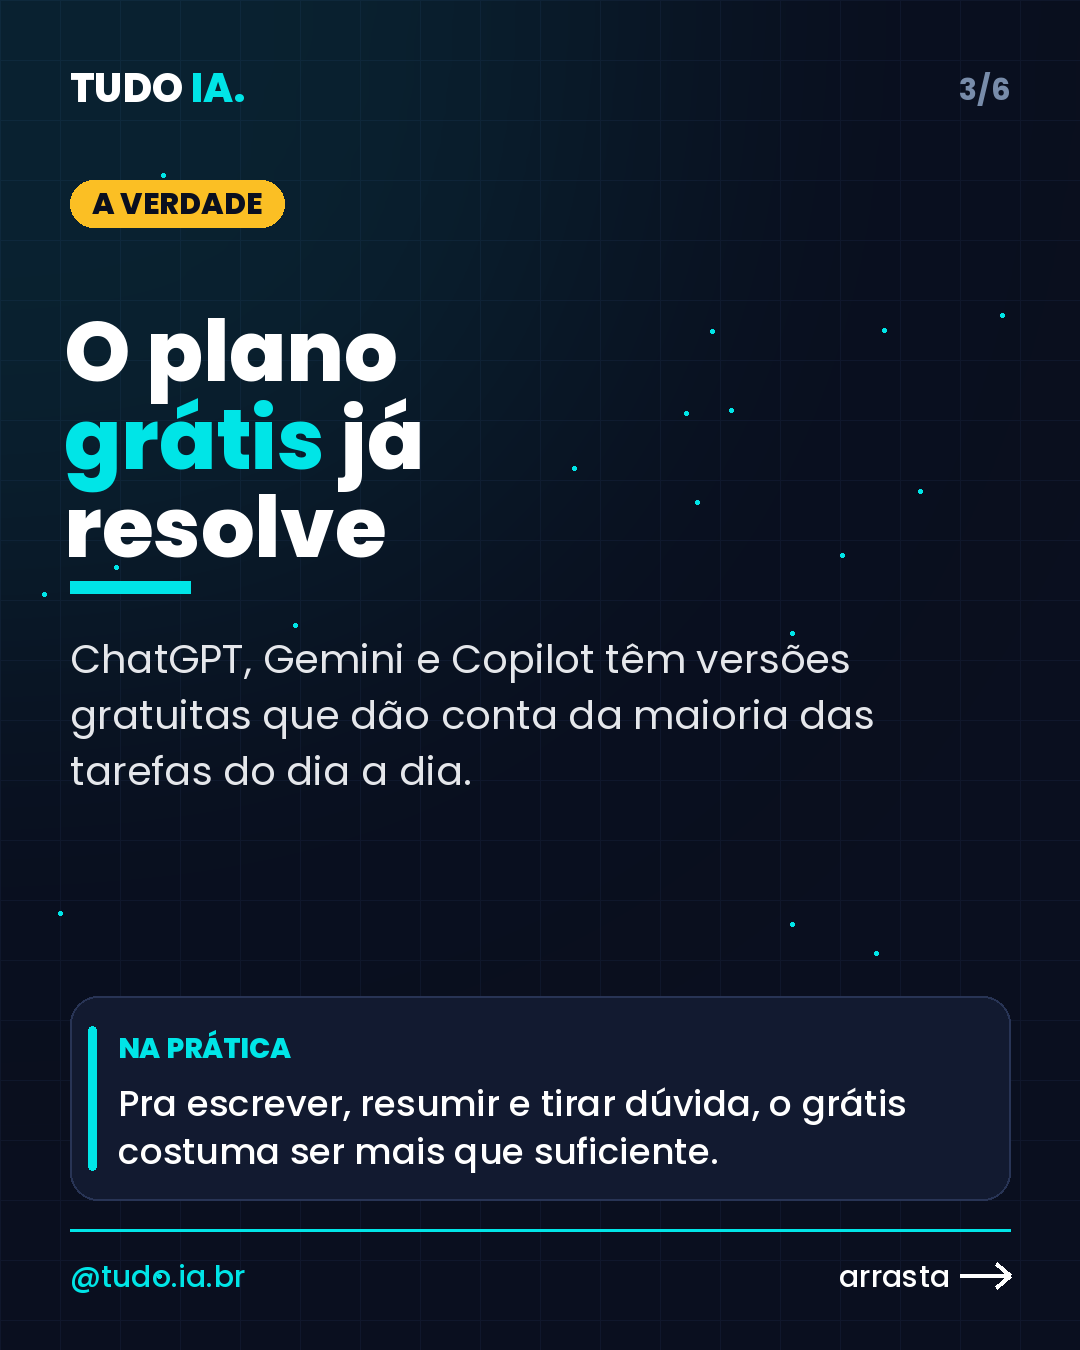 TUDO IA.
3/6
A VERDADE
O plano
grátis já
resolve
ChatGPT, Gemini e Copilot têm versões
gratuitas que dão conta da maioria das
tarefas do dia a dia.
NA PRÁTICA
Pra escrever, resumir e tirar dúvida, o grátis
costuma ser mais que suficiente.
@tudo.ia.br
arrasta